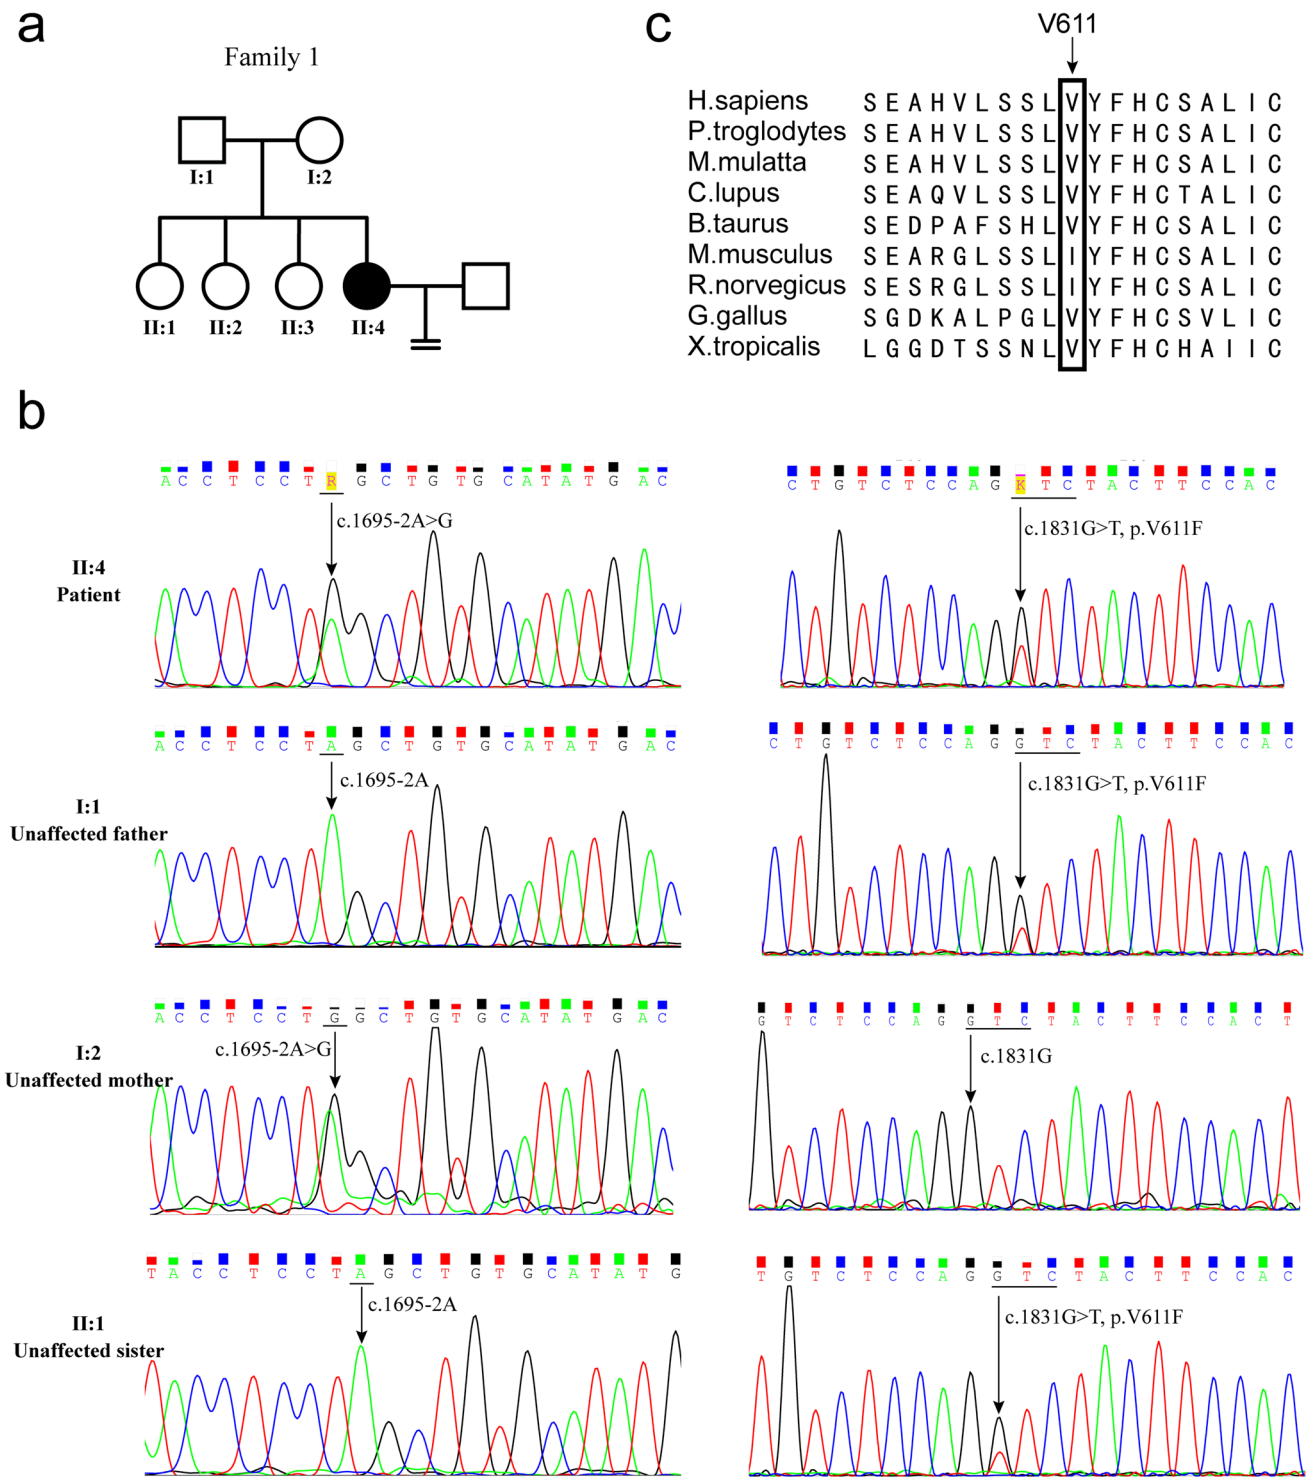 a
Family 1
I:1
I:2
II:1
II:2
II:3
II:4
c
V611
H.sapiens S E A H V L S S L V Y F H C S A L I C
P.troglodytes S E A H V L S S L V Y F H C S A L I C
M.mulatta S E A H V L S S L V Y F H C S A L I C
C.lupus S E A Q V L S S L V Y F H C T A L I C
B.taurus S E D P A F S H L V Y F H C S A L I C
M.musculus S E A R G L S S L I Y F H C S A L I C
R.norvegicus S E S R G L S S L I Y F H C S A L I C
G.gallus S G D K A L P G L V Y F H C S V L I C
X.tropicalis L G G D T S S N L V Y F H C H A I I C
b
A C C T C C T R G C T G T G C A T A T G A C
c.1695-2A>G
II:4
Patient
C T G T C T C C A G K T C T A C T T C C A C
c.1831G>T, p.V611F
A C C T C C T A G C T G T G C A T A T G A C
c.1695-2A
I:1
Unaffected father
C T G T C T C C A G G T C T A C T T C C A C
c.1831G>T, p.V611F
A C C T C C T G G C T G T G C A T A T G A C
c.1695-2A>G
I:2
Unaffected mother
G T C T C C A G G T C T A C T T C C A C T
c.1831G
T A C C T C C T A G C T G T G C A T A T G
c.1695-2A
II:1
Unaffected sister
T G T C T C C A G G T C T A C T T C C A C
c.1831G>T, p.V611F